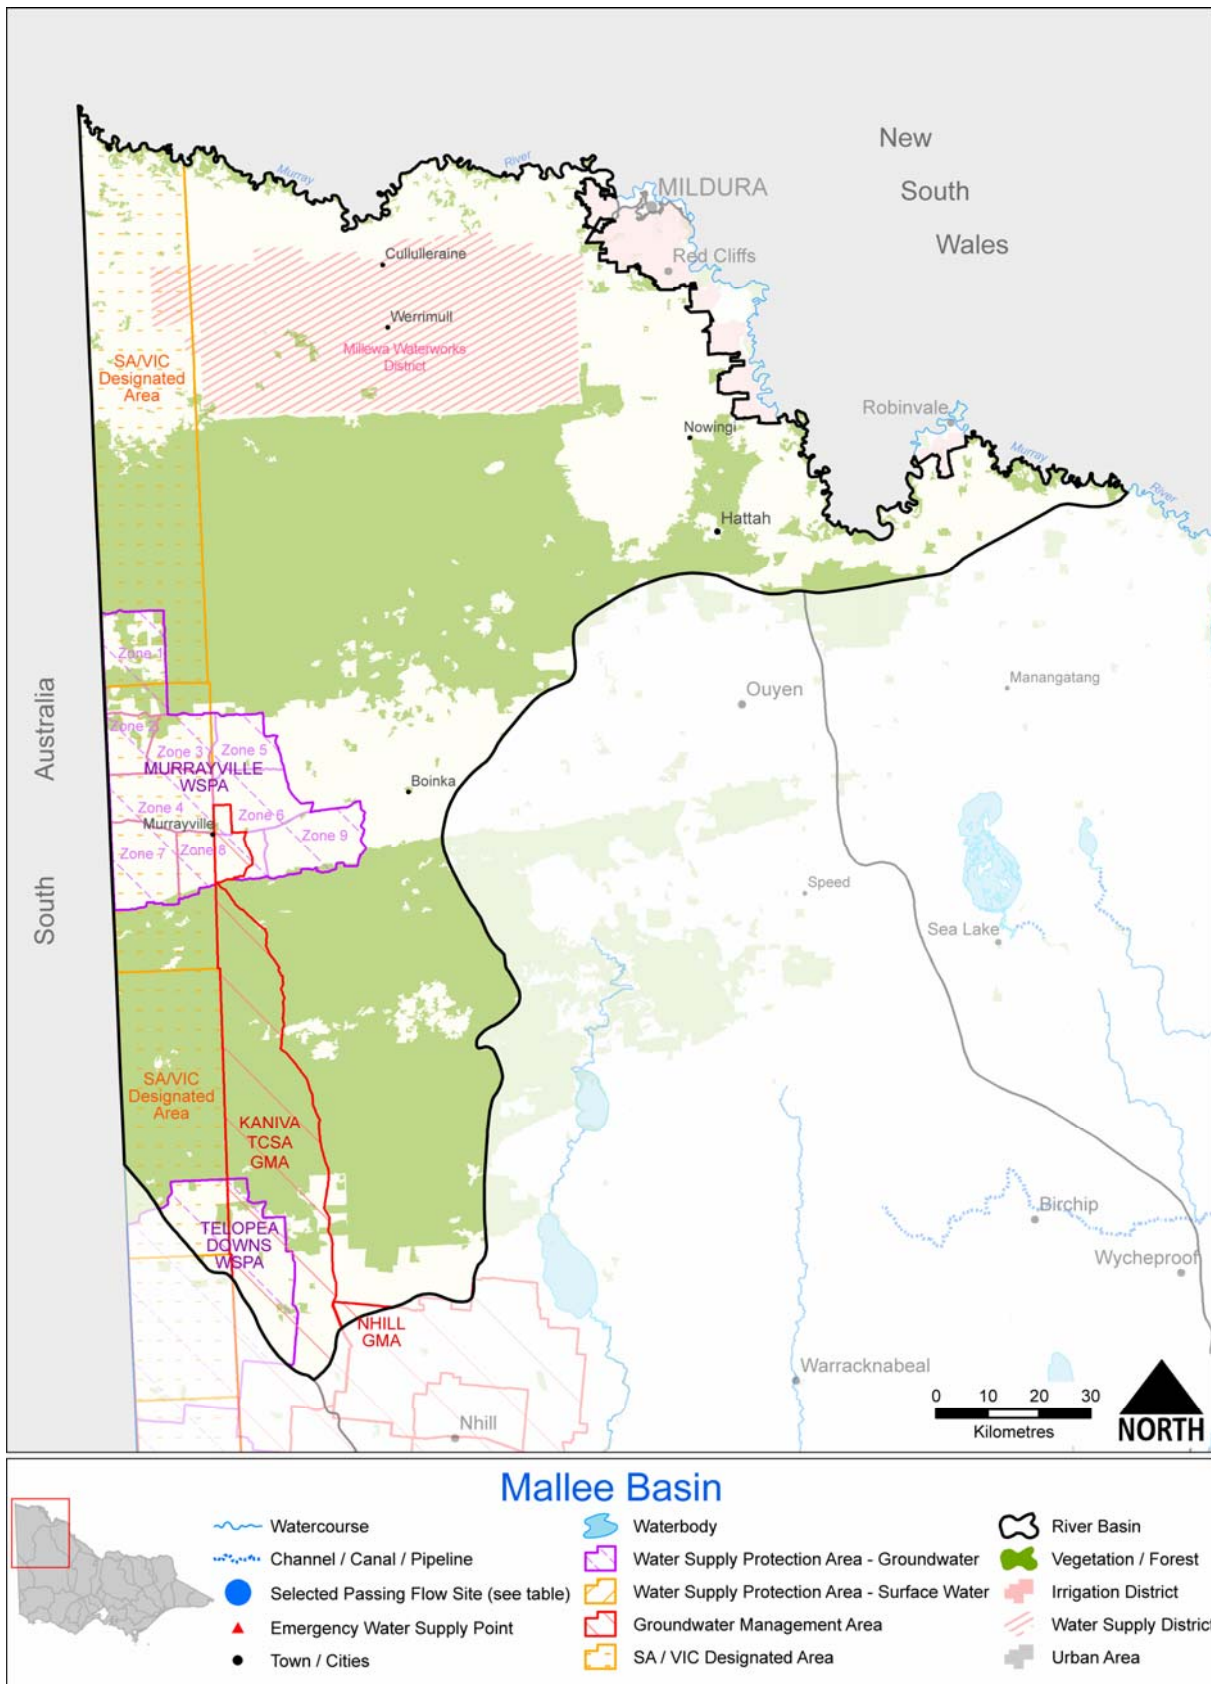 New
South
Wales
Murray
River
MILDURA
Red Cliffs
Cullulleraine
Werrimull
Millewa Waterworks
District
SA/VIC
Designated
Area
Robinvale
Nowingi
Murray
River
Hattah
Zone 1
Ouyen
Manangatang
South
Australia
Zone 2
Zone 3
Zone 5
MURRAYVILLE
WSPA
Boinka
Zone 4
Zone 6
Murrayville
Zone 9
Zone 7
Zone 8
Speed
Sea Lake
SA/VIC
Designated
Area
KANIVA
TCSA
GMA
TELOPEA
DOWNS
WSPA
Birchip
Wycheproof
NHILL
GMA
Warracknabeal
Nhill
0 10 20 30
Kilometres
NORTH
Mallee Basin
Watercourse
Channel / Canal / Pipeline
Selected Passing Flow Site (see table)
Emergency Water Supply Point
Town / Cities
Waterbody
Water Supply Protection Area - Groundwater
Water Supply Protection Area - Surface Water
Groundwater Management Area
SA / VIC Designated Area
River Basin
Vegetation / Forest
Irrigation District
Water Supply District
Urban Area